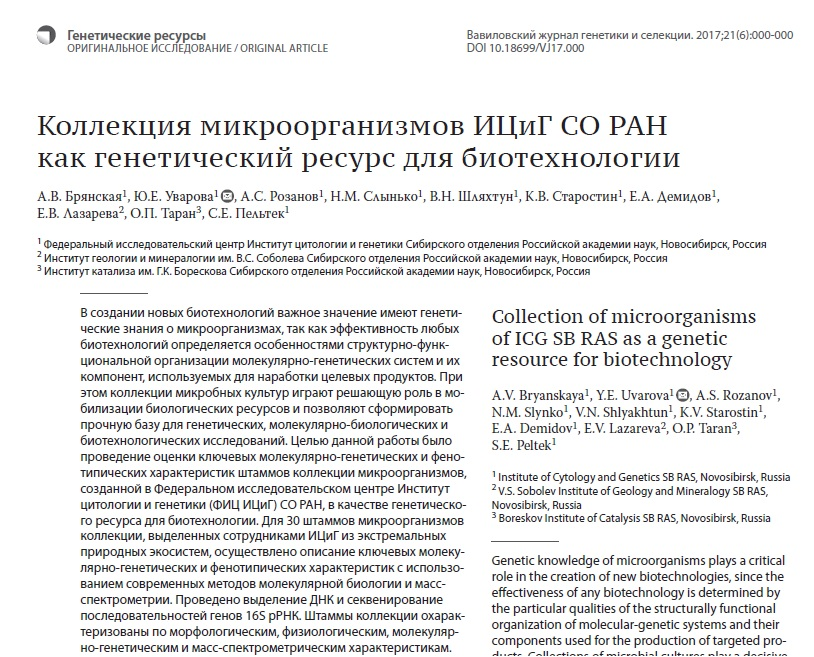 Генетические ресурсы
ОРИГИНАЛЬНОЕ ИССЛЕДОВАНИЕ / ORIGINAL ARTICLE
Вавиловский журнал генетики и селекции. 2017;21(6):000-000
DOI 10.18699/VJ17.000
Коллекция микроорганизмов ИЦиГ СО РАН
как генетический ресурс для биотехнологии
А.В. Брянская1, Ю.Е. Уварова1, А.С. Розанов1, Н.М. Слынько1, В.Н. Шляхтун1, К.В. Старостин1, Е.А. Демидов1,
Е.В. Лазарева2, О.П. Таран3, С.Е. Пельтек1
1 Федеральный исследовательский центр Институт цитологии и генетики Сибирского отделения Российской академии наук, Новосибирск, Россия
2 Институт геологии и минералогии им. В.С. Соболева Сибирского отделения Российской академии наук, Новосибирск, Россия
3 Институт катализа им. Г.К. Борескова Сибирского отделения Российской академии наук, Новосибирск, Россия
В создании новых биотехнологий важное значение имеют генети-
ческие знания о микроорганизмах, так как эффективность любых
биотехнологий определяется особенностями структурно-функ-
циональной организации молекулярно-генетических систем и их
компонент, используемых для наработки целевых продуктов. При
этом коллекции микробных культур играют решающую роль в мо-
билизации биологических ресурсов и позволяют сформировать
прочную базу для генетических, молекулярно-биологических и
биотехнологических исследований. Целью данной работы было
проведение оценки ключевых молекулярно-генетических и фено-
типических характеристик штаммов коллекции микроорганизмов,
созданной в Федеральном исследовательском центре Институт
цитологии и генетики (ФИЦ ИЦиГ) СО РАН, в качестве генетическо-
го ресурса для биотехнологии. Для 30 штаммов микроорганизмов
коллекции, выделенных сотрудниками ИЦиГ из экстремальных
природных экосистем, осуществлено описание ключевых молеку-
лярно-генетических и фенотипических характеристик с использо-
ванием современных методов молекулярной биологии и масс-
спектрометрии. Проведено выделение ДНК и секвенирование
последовательностей генов 16S рРНК. Штаммы коллекции охарак-
теризованы по морфологическим, физиологическим, молекуляр-
но-генетическим и масс-спектрометрическим характеристикам.
Collection of microorganisms
of ICG SB RAS as a genetic
resource for biotechnology
A.V. Bryanskaya1, Y.E. Uvarova1, A.S. Rozanov1,
N.M. Slynko1, V.N. Shlyakhtun1, K.V. Starostin1,
E.A. Demidov1, E.V. Lazareva2, O.P. Taran3,
S.E. Peltek1
1 Institute of Cytology and Genetics SB RAS, Novosibirsk, Russia
2 V.S. Sobolev Institute of Geology and Mineralogy SB RAS,
Novosibirsk, Russia
3 Boreskov Institute of Catalysis SB RAS, Novosibirsk, Russia
Genetic knowledge of microorganisms plays a critical
role in the creation of new biotechnologies, since the
effectiveness of any biotechnology is determined by
the particular qualities of the structurally functional
organization of molecular-genetic systems and their
components used for the production of targeted pro-
ducts. Collections of microbial cultures play a decisive